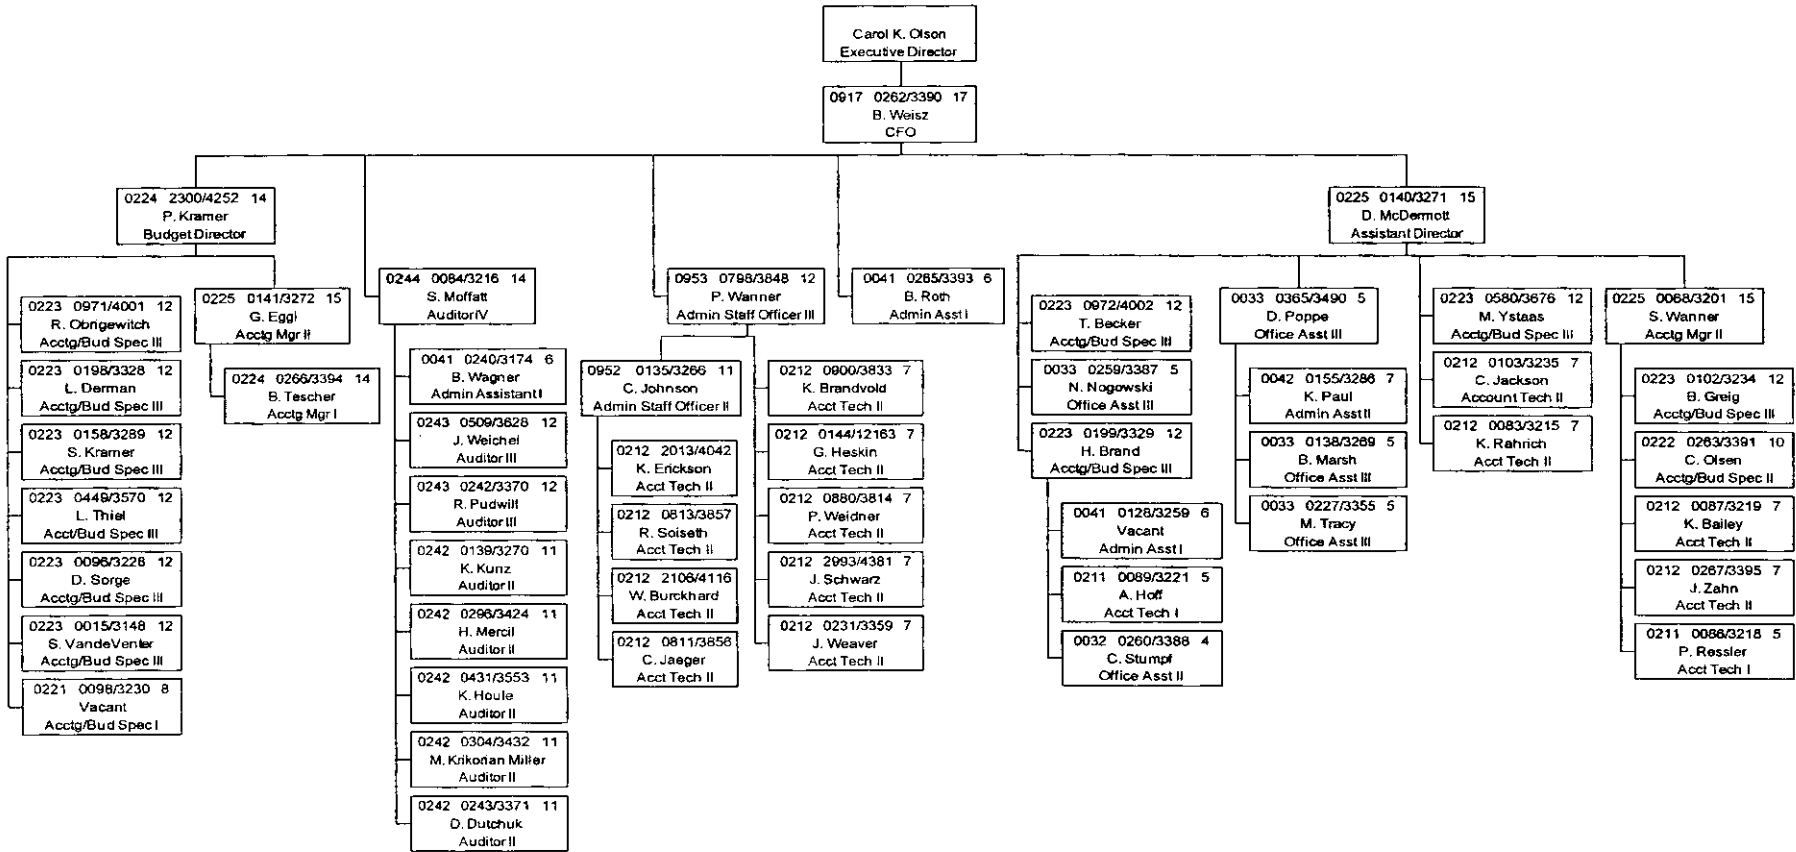 Carol K. Olson
Executive Director
0917 0262/3390 17
B. Weisz
CFO
0224 2300/4252 14
P. Kramer
Budget Director
0223 0971/4001 12
R. Obrigewitch
Acctg/Bud Spec III
0223 0198/3328 12
L. Derman
Acctg/Bud Spec III
0223 0158/3289 12
S. Kramer
Acctg/Bud Spec III
0223 0449/3570 12
L. Thiel
Acct/Bud Spec III
0223 0096/3228 12
D. Sorge
Acctg/Bud Spec III
0223 0015/3148 12
S. VandeVenter
Acctg/Bud Spec III
0221 0098/3230 8
Vacant
Acctg/Bud Spec I
0225 0141/3272 15
G. Eggl
Acctg Mgr II
0224 0266/3394 14
B. Tescher
Acctg Mgr I
0244 0084/3216 14
S. Moffatt
Auditor IV
0041 0240/3174 6
B. Wagner
Admin Assistant I
0243 0509/3628 12
J. Weichel
Auditor III
0243 0242/3370 12
R. Pudwill
Auditor III
0242 0139/3270 11
K. Kunz
Auditor II
0242 0296/3424 11
H. Mercil
Auditor II
0242 0431/3553 11
K. Houle
Auditor II
0242 0304/3432 11
M. Krikorian Miller
Auditor II
0242 0243/3371 11
D. Dutchuk
Auditor II
0953 0798/3848 12
P. Wanner
Admin Staff Officer III
0952 0135/3266 11
C. Johnson
Admin Staff Officer II
0212 2013/4042
K. Erickson
Acct Tech II
0212 0813/3857
R. Soiseth
Acct Tech II
0212 2106/4116
W. Burckhard
Acct Tech II
0212 0811/3856
C. Jaeger
Acct Tech II
0212 0900/3833 7
K. Brandvold
Acct Tech II
0212 0144/12163 7
G. Heskin
Acct Tech II
0212 0880/3814 7
P. Weidner
Acct Tech II
0212 2993/4381 7
J. Schwarz
Acct Tech II
0212 0231/3359 7
J. Weaver
Acct Tech II
0041 0265/3393 6
B. Roth
Admin Asst I
0225 0140/3271 15
D. McDermott
Assistant Director
0223 0972/4002 12
T. Becker
Acctg/Bud Spec III
0033 0259/3387 5
N. Nogowski
Office Asst III
0223 0199/3329 12
H. Brand
Acctg/Bud Spec III
0041 0128/3259 6
Vacant
Admin Asst I
0211 0089/3221 5
A. Hoff
Acct Tech I
0032 0260/3388 4
C. Stumpf
Office Asst II
0033 0365/3490 5
D. Poppe
Office Asst III
0042 0155/3286 7
K. Paul
Admin Asst II
0033 0138/3269 5
B. Marsh
Office Asst III
0033 0227/3355 5
M. Tracy
Office Asst III
0223 0580/3676 12
M. Ystaas
Acctg/Bud Spec III
0212 0103/3235 7
C. Jackson
Account Tech II
0212 0083/3215 7
K. Rahrich
Acct Tech II
0225 0068/3201 15
S. Wanner
Acctg Mgr II
0223 0102/3234 12
B. Greig
Acctg/Bud Spec III
0222 0263/3391 10
C. Olsen
Acctg/Bud Spec II
0212 0087/3219 7
K. Bailey
Acct Tech II
0212 0267/3395 7
J. Zahn
Acct Tech II
0211 0086/3218 5
P. Ressler
Acct Tech I